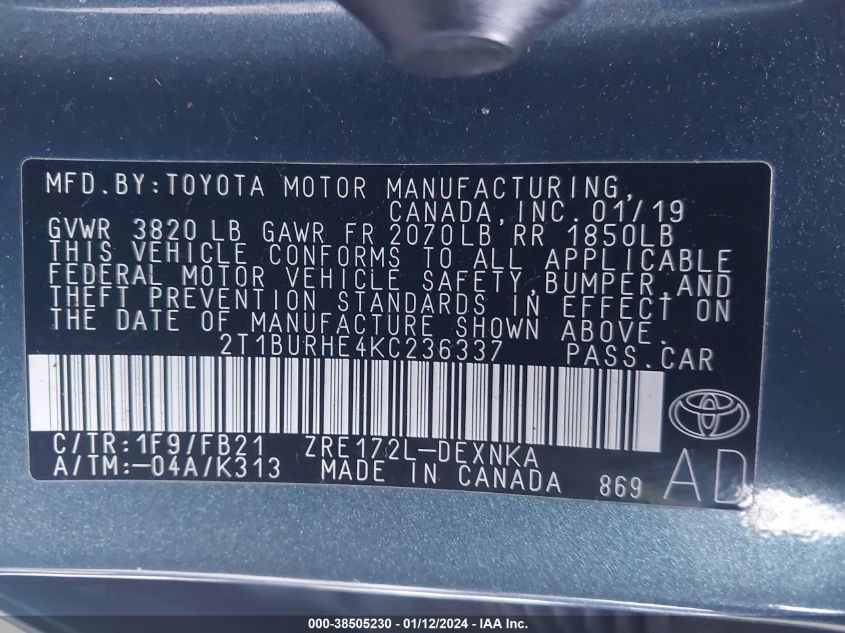 MFD.BY:TOYOTA MOTOR MANUFACTURING,
CANADA, INC. 01/19
GVWR 3820 LB GAWR FR 2070LB RR 1850LB
THIS VEHICLE CONFORMS TO ALL APPLICABLE
FEDERAL MOTOR VEHICLE SAFETY,BUMPER,AND
THEFT PREVENTION STANDARDS IN EFFECT ON
THE DATE OF MANUFACTURE SHOWN ABOVE.
2T1BURHE4KC236337 PASS.CAR
C/TR:1F9/FB21 ZRE172L-DEXNKA
A/TM:-04A/K313 MADE IN CANADA 869 AD
000-38505230 - 01/12/2024 - IAA Inc.